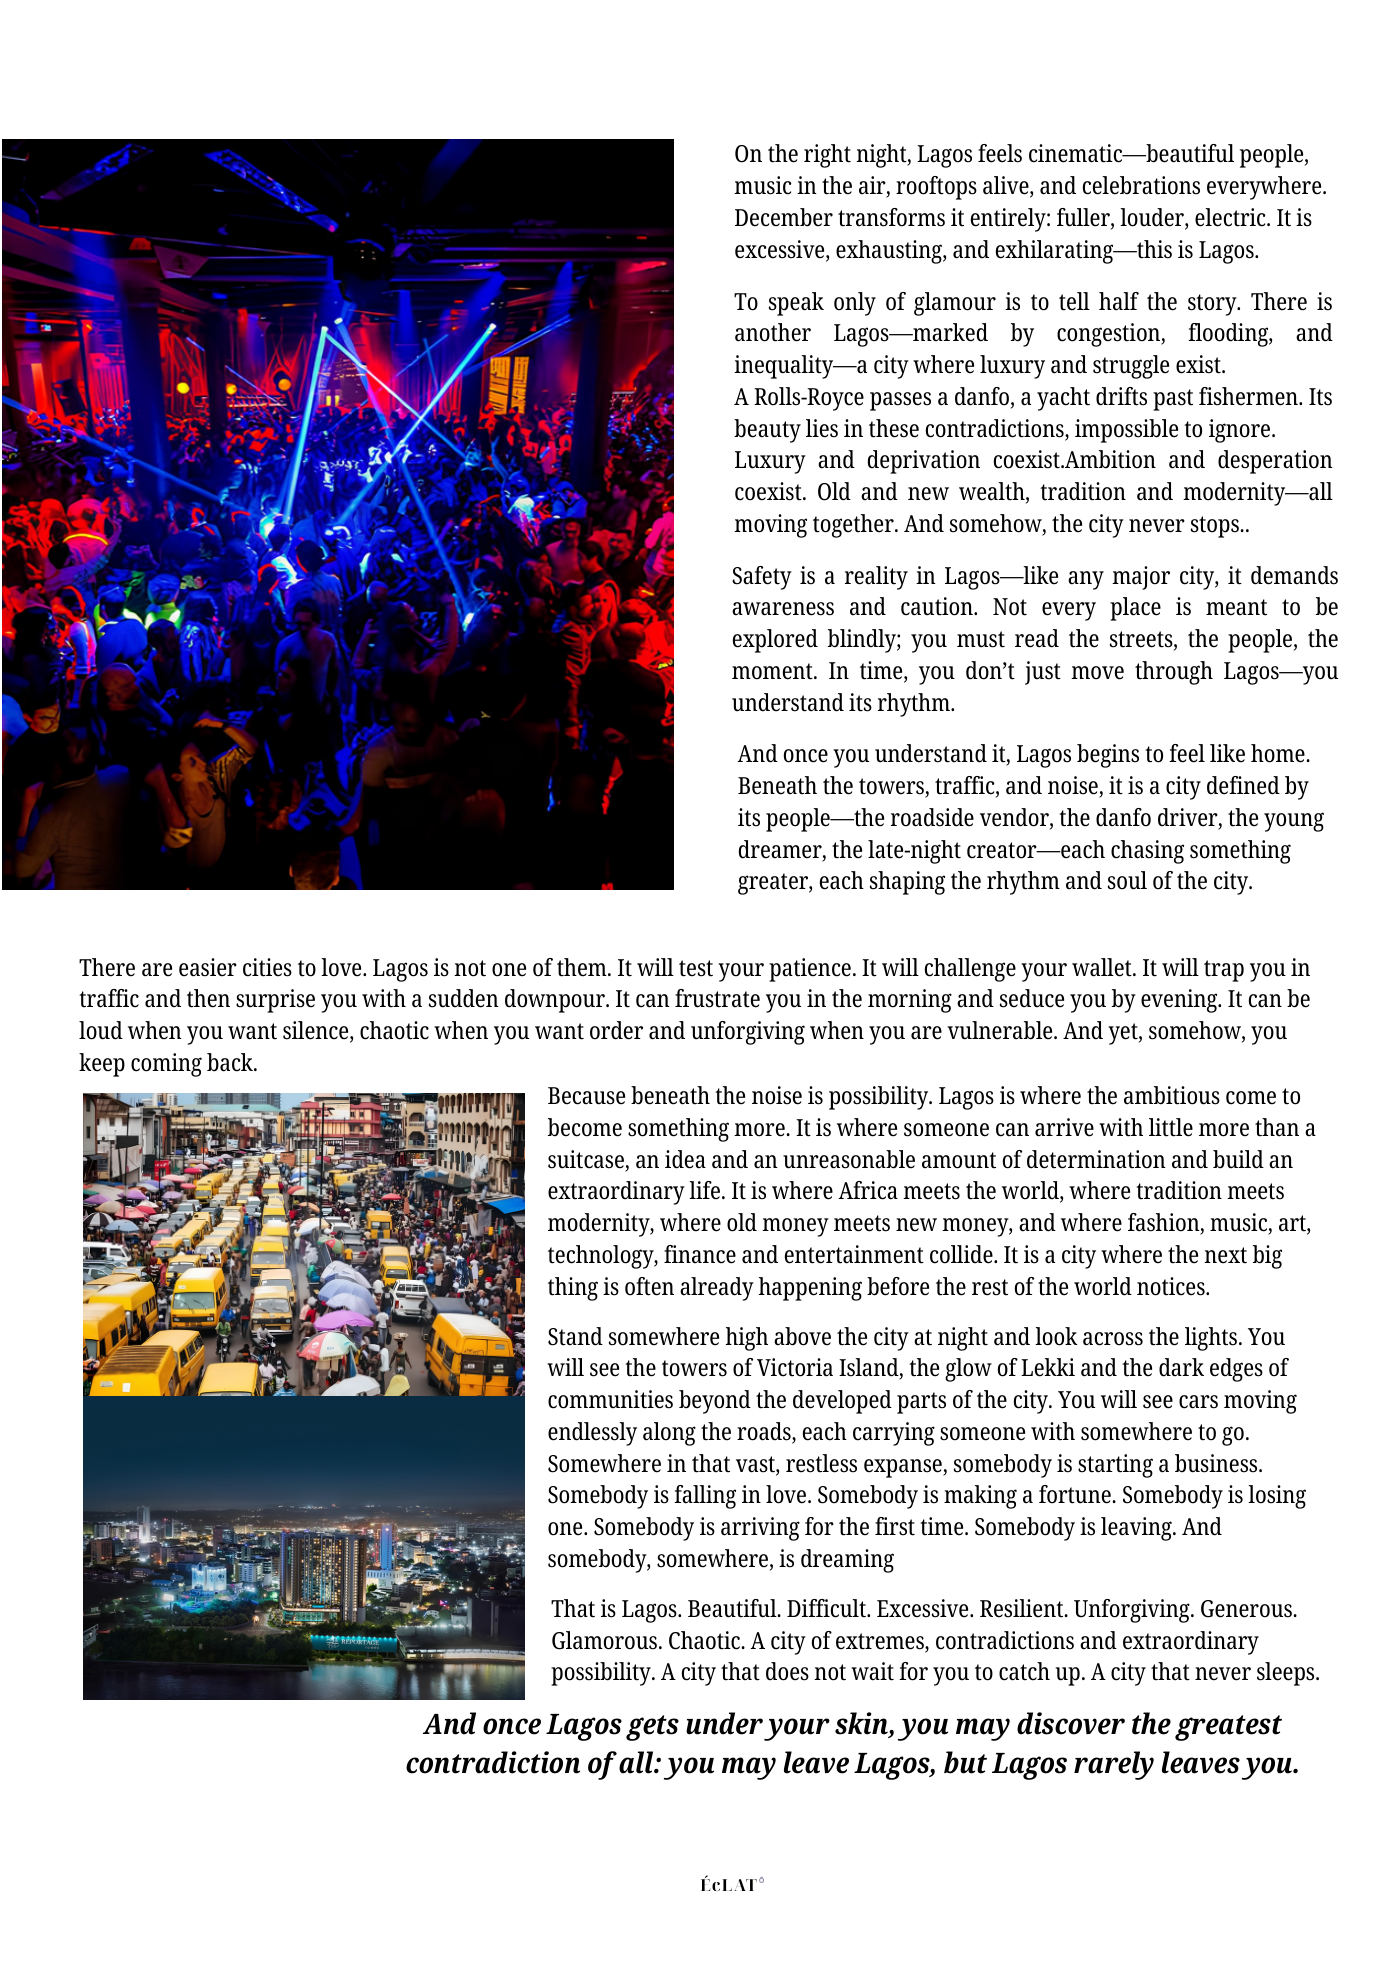 On the right night, Lagos feels cinematic—beautiful people,
music in the air, rooftops alive, and celebrations everywhere.
December transforms it entirely: fuller, louder, electric. It is
excessive, exhausting, and exhilarating—this is Lagos.
To speak only of glamour is to tell half the story. There is
another Lagos—marked by congestion, flooding, and
inequality—a city where luxury and struggle exist.
A Rolls-Royce passes a danfo, a yacht drifts past fishermen. Its
beauty lies in these contradictions, impossible to ignore.
Luxury and deprivation coexist.Ambition and desperation
coexist. Old and new wealth, tradition and modernity—all
moving together. And somehow, the city never stops..
Safety is a reality in Lagos—like any major city, it demands
awareness and caution. Not every place is meant to be
explored blindly; you must read the streets, the people, the
moment. In time, you don’t just move through Lagos—you
understand its rhythm.
And once you understand it, Lagos begins to feel like home.
Beneath the towers, traffic, and noise, it is a city defined by
its people—the roadside vendor, the danfo driver, the young
dreamer, the late-night creator—each chasing something
greater, each shaping the rhythm and soul of the city.
There are easier cities to love. Lagos is not one of them. It will test your patience. It will challenge your wallet. It will trap you in
traffic and then surprise you with a sudden downpour. It can frustrate you in the morning and seduce you by evening. It can be
loud when you want silence, chaotic when you want order and unforgiving when you are vulnerable. And yet, somehow, you
keep coming back.
Because beneath the noise is possibility. Lagos is where the ambitious come to
become something more. It is where someone can arrive with little more than a
suitcase, an idea and an unreasonable amount of determination and build an
extraordinary life. It is where Africa meets the world, where tradition meets
modernity, where old money meets new money, and where fashion, music, art,
technology, finance and entertainment collide. It is a city where the next big
thing is often already happening before the rest of the world notices.
Stand somewhere high above the city at night and look across the lights. You
will see the towers of Victoria Island, the glow of Lekki and the dark edges of
communities beyond the developed parts of the city. You will see cars moving
endlessly along the roads, each carrying someone with somewhere to go.
Somewhere in that vast, restless expanse, somebody is starting a business.
Somebody is falling in love. Somebody is making a fortune. Somebody is losing
one. Somebody is arriving for the first time. Somebody is leaving. And
somebody, somewhere, is dreaming
REPORTAGE
That is Lagos. Beautiful. Difficult. Excessive. Resilient. Unforgiving. Generous.
Glamorous. Chaotic. A city of extremes, contradictions and extraordinary
possibility. A city that does not wait for you to catch up. A city that never sleeps.
And once Lagos gets under your skin, you may discover the greatest
contradiction of all: you may leave Lagos, but Lagos rarely leaves you.
ÉcLAT